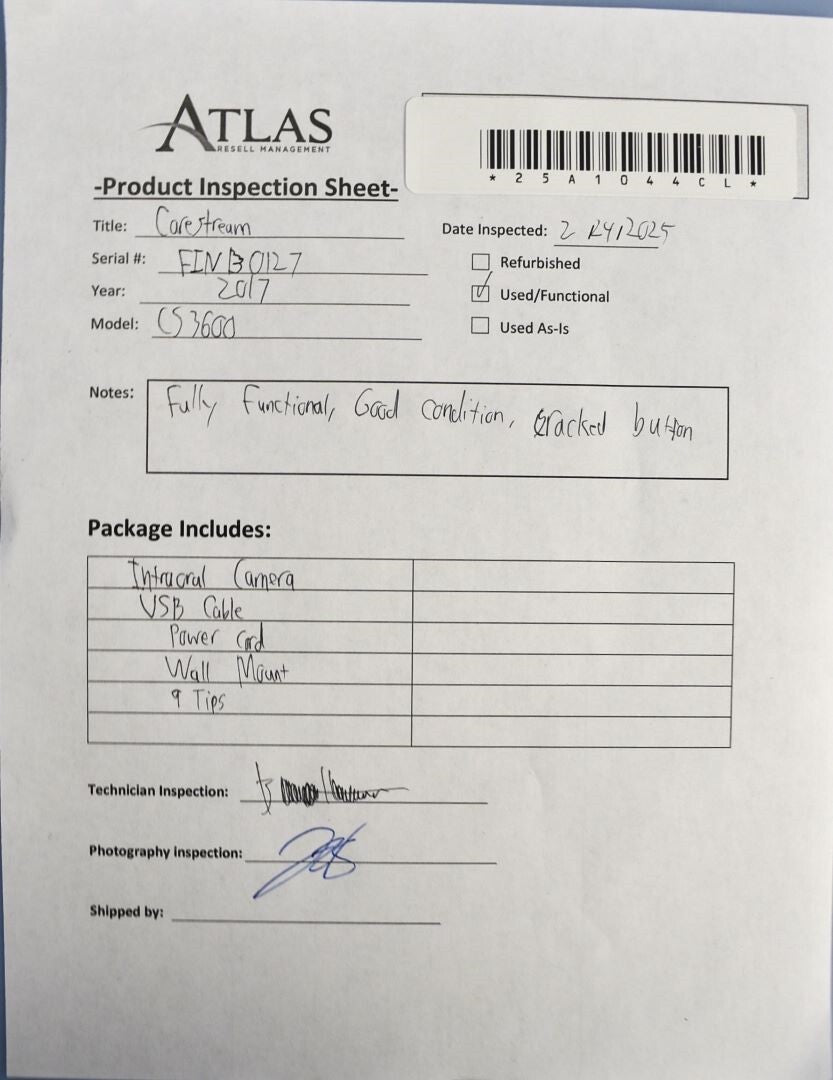 ATLAS
RESELL MANAGEMENT
* 2 5 A 1 0 4 4 C L *
-Product Inspection Sheet-
Title: Carestream
Date Inspected:
Serial #: FINB0127
Refurbished
Year: 2017
Used/Functional
Model: CS3600
Used As-Is
Notes: Fully Functional, Good condition, cracked button
Package Includes:
Intraoral Camera
USB Cable
Power Cord
Wall Mount
9 Tips
Technician Inspection:
Photography inspection:
Shipped by: